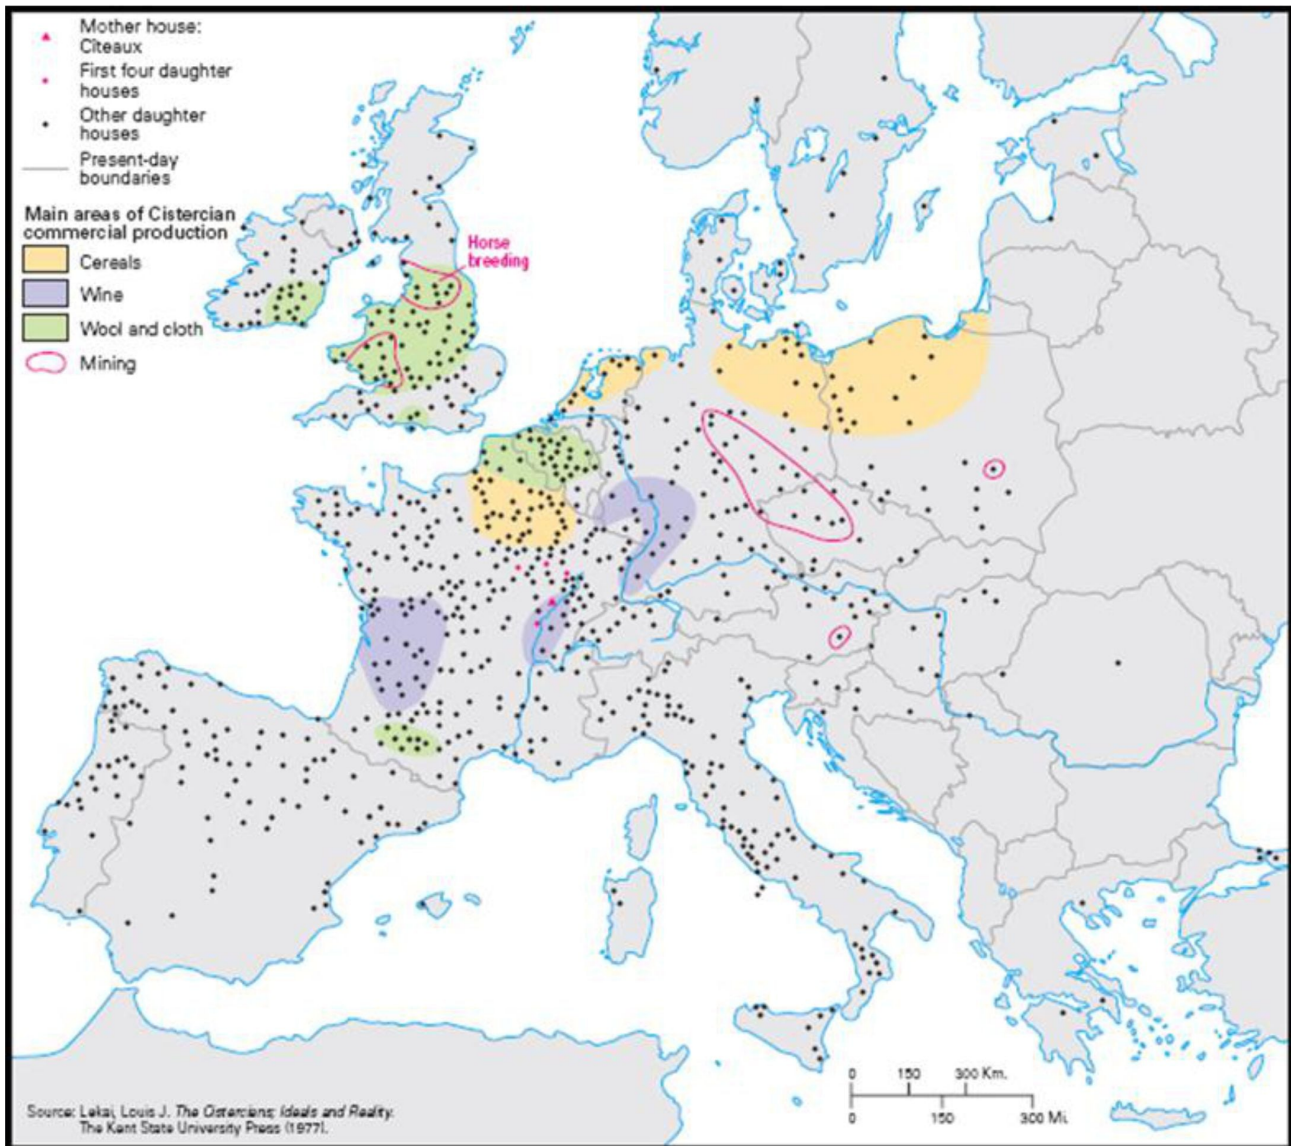 Mother house:
Cîteaux
First four daughter
houses
Other daughter
houses
Present-day
boundaries
Main areas of Cistercian
commercial production
Cereals
Wine
Wool and cloth
Mining
Horse
breeding
0 150 300 Km.
0 150 300 Mi.
Source: Lekai, Louis J. The Cistercians; Ideals and Reality.
The Kent State University Press (1977).